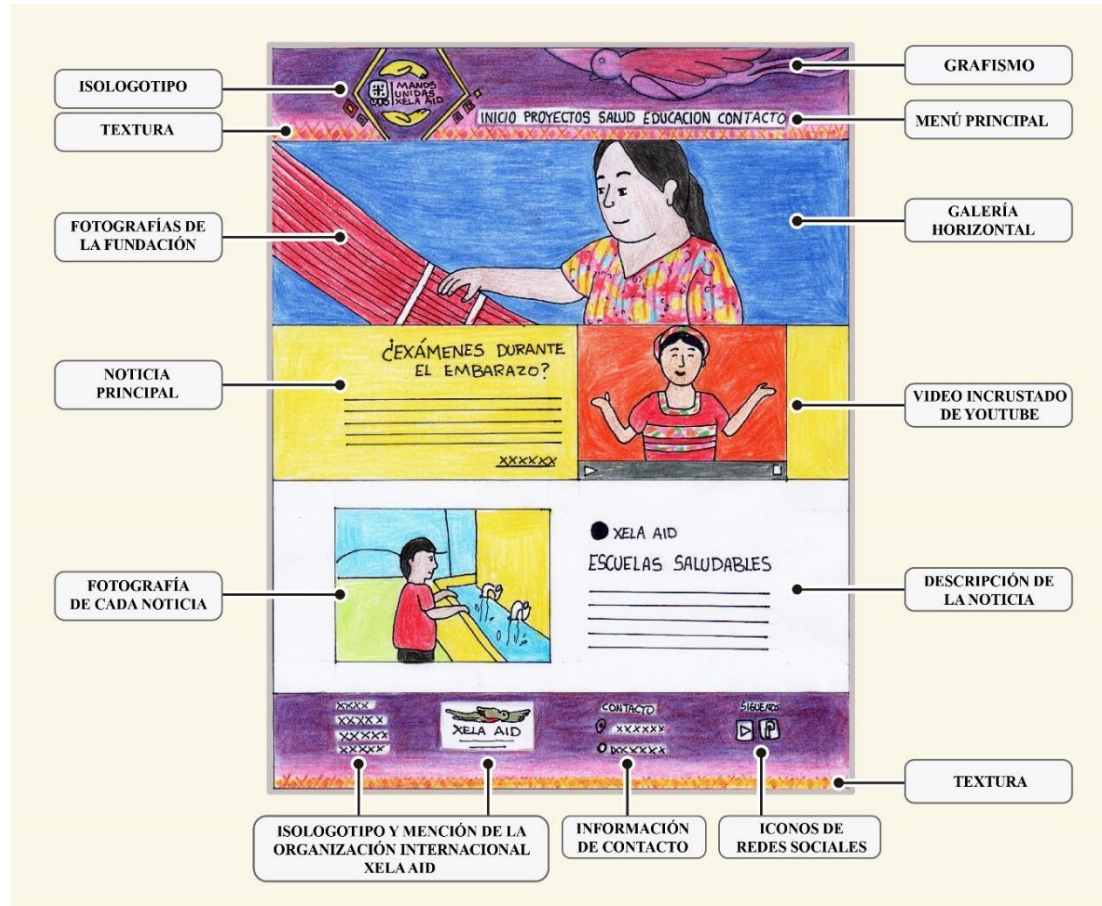 ISOLOGOTIPO
TEXTURA
FOTOGRAFÍAS DE
LA FUNDACIÓN
NOTICIA
PRINCIPAL
FOTOGRAFÍA
DE CADA NOTICIA
MANOS
UNIDAS
XELA AID
INICIO PROYECTOS SALUD EDUCACION CONTACTO
¿EXÁMENES DURANTE
EL EMBARAZO?
XXXXXX
XELA AID
ESCUELAS SALUDABLES
XXXX
XXXXX
XXXXX
XXXXX
XELA AID
CONTACTO
XXXXXX
XXXXXX
SIGUENOS
GRAFISMO
MENÚ PRINCIPAL
GALERÍA
HORIZONTAL
VIDEO INCRUSTADO
DE YOUTUBE
DESCRIPCIÓN DE
LA NOTICIA
TEXTURA
ISOLOGOTIPO Y MENCIÓN DE LA
ORGANIZACIÓN INTERNACIONAL
XELA AID
INFORMACIÓN
DE CONTACTO
ICONOS DE
REDES SOCIALES